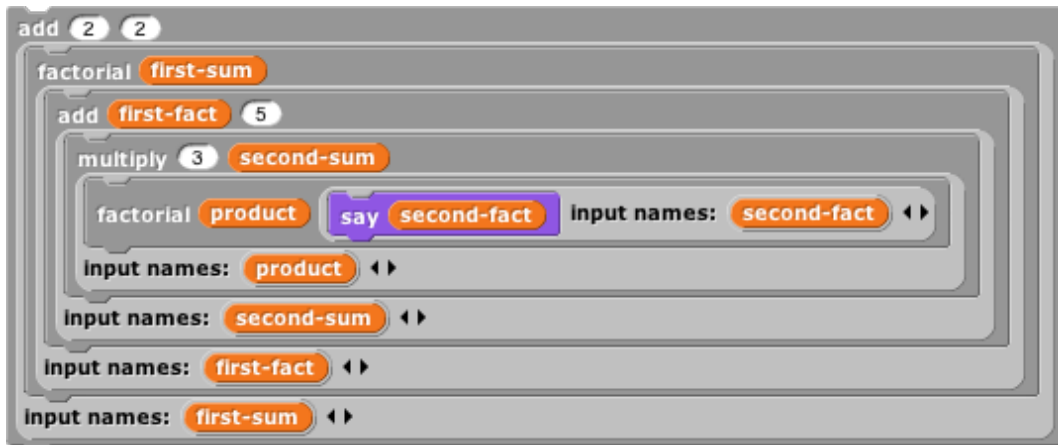 add 2 2
factorial first-sum
add first-fact 5
multiply 3 second-sum
factorial product say second-fact input names: second-fact
input names: product
input names: second-sum
input names: first-fact
input names: first-sum